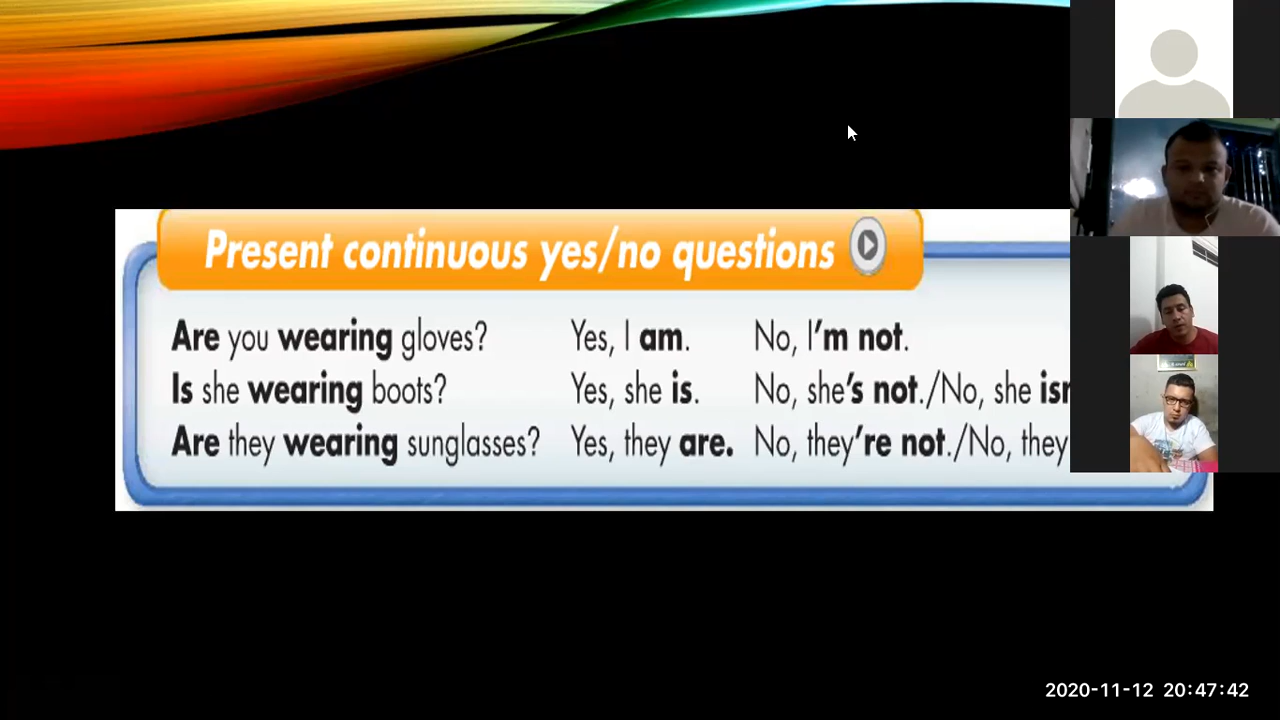 Present continuous yes/no questions
Are you wearing gloves? Yes, I am. No, I'm not.
Is she wearing boots? Yes, she is. No, she's not./No, she
Are they wearing sunglasses? Yes, they are. No, they're not./No, they
2020-11-12 20:47:42